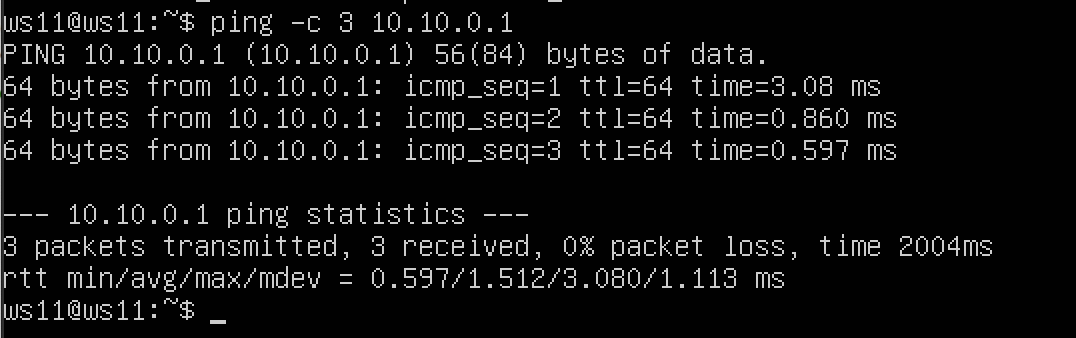 ws11@ws11:~$ ping -c 3 10.10.0.1
PING 10.10.0.1 (10.10.0.1) 56(84) bytes of data.
64 bytes from 10.10.0.1: icmp_seq=1 ttl=64 time=3.08 ms
64 bytes from 10.10.0.1: icmp_seq=2 ttl=64 time=0.860 ms
64 bytes from 10.10.0.1: icmp_seq=3 ttl=64 time=0.597 ms

--- 10.10.0.1 ping statistics ---
3 packets transmitted, 3 received, 0% packet loss, time 2004ms
rtt min/avg/max/mdev = 0.597/1.512/3.080/1.113 ms
ws11@ws11:~$ _